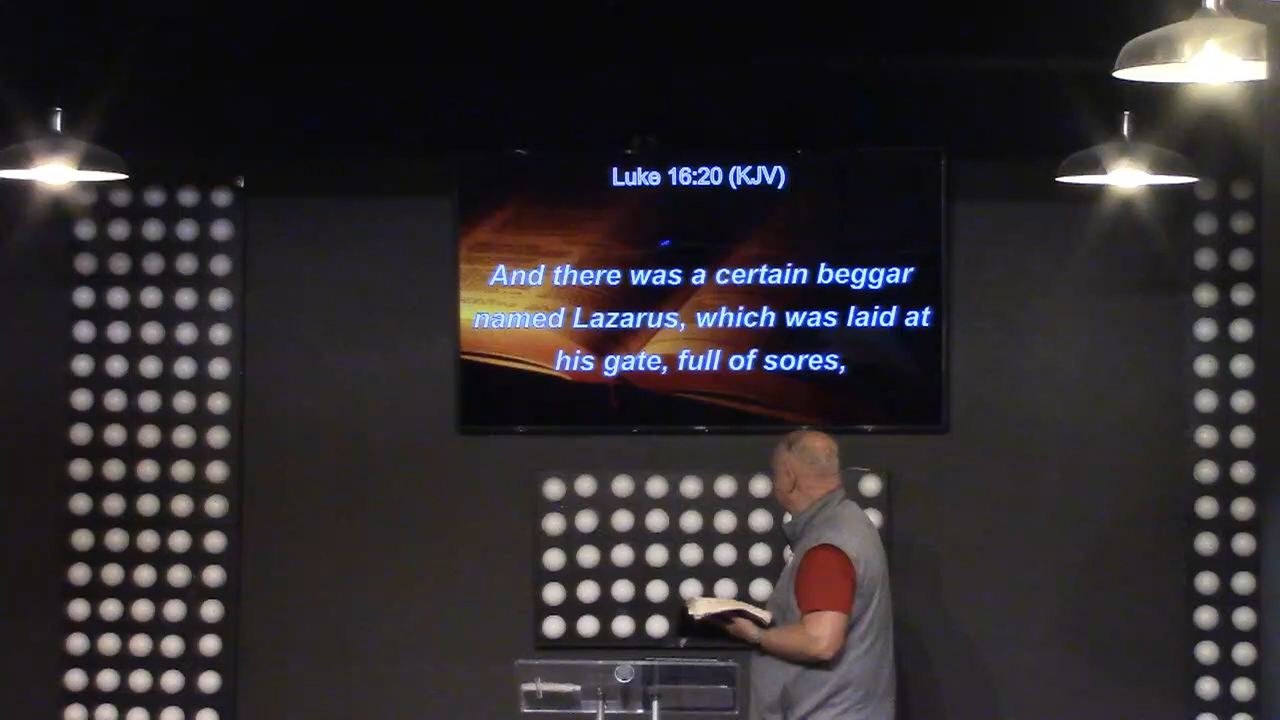 Luke 16:20 (KJV)
And there was a certain beggar
named Lazarus, which was laid at
his gate, full of sores,